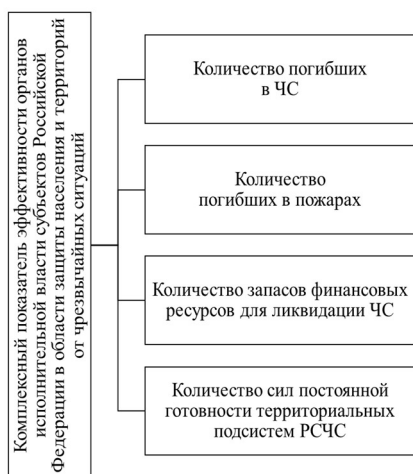 Комплексный показатель эффективности органов
исполнительной власти субъектов Российской
Федерации в области защиты населения и территорий
от чрезвычайных ситуаций
Количество погибших
в ЧС
Количество
погибших в пожарах
Количество запасов финансовых
ресурсов для ликвидации ЧС
Количество сил постоянной
готовности территориальных
подсистем РСЧС